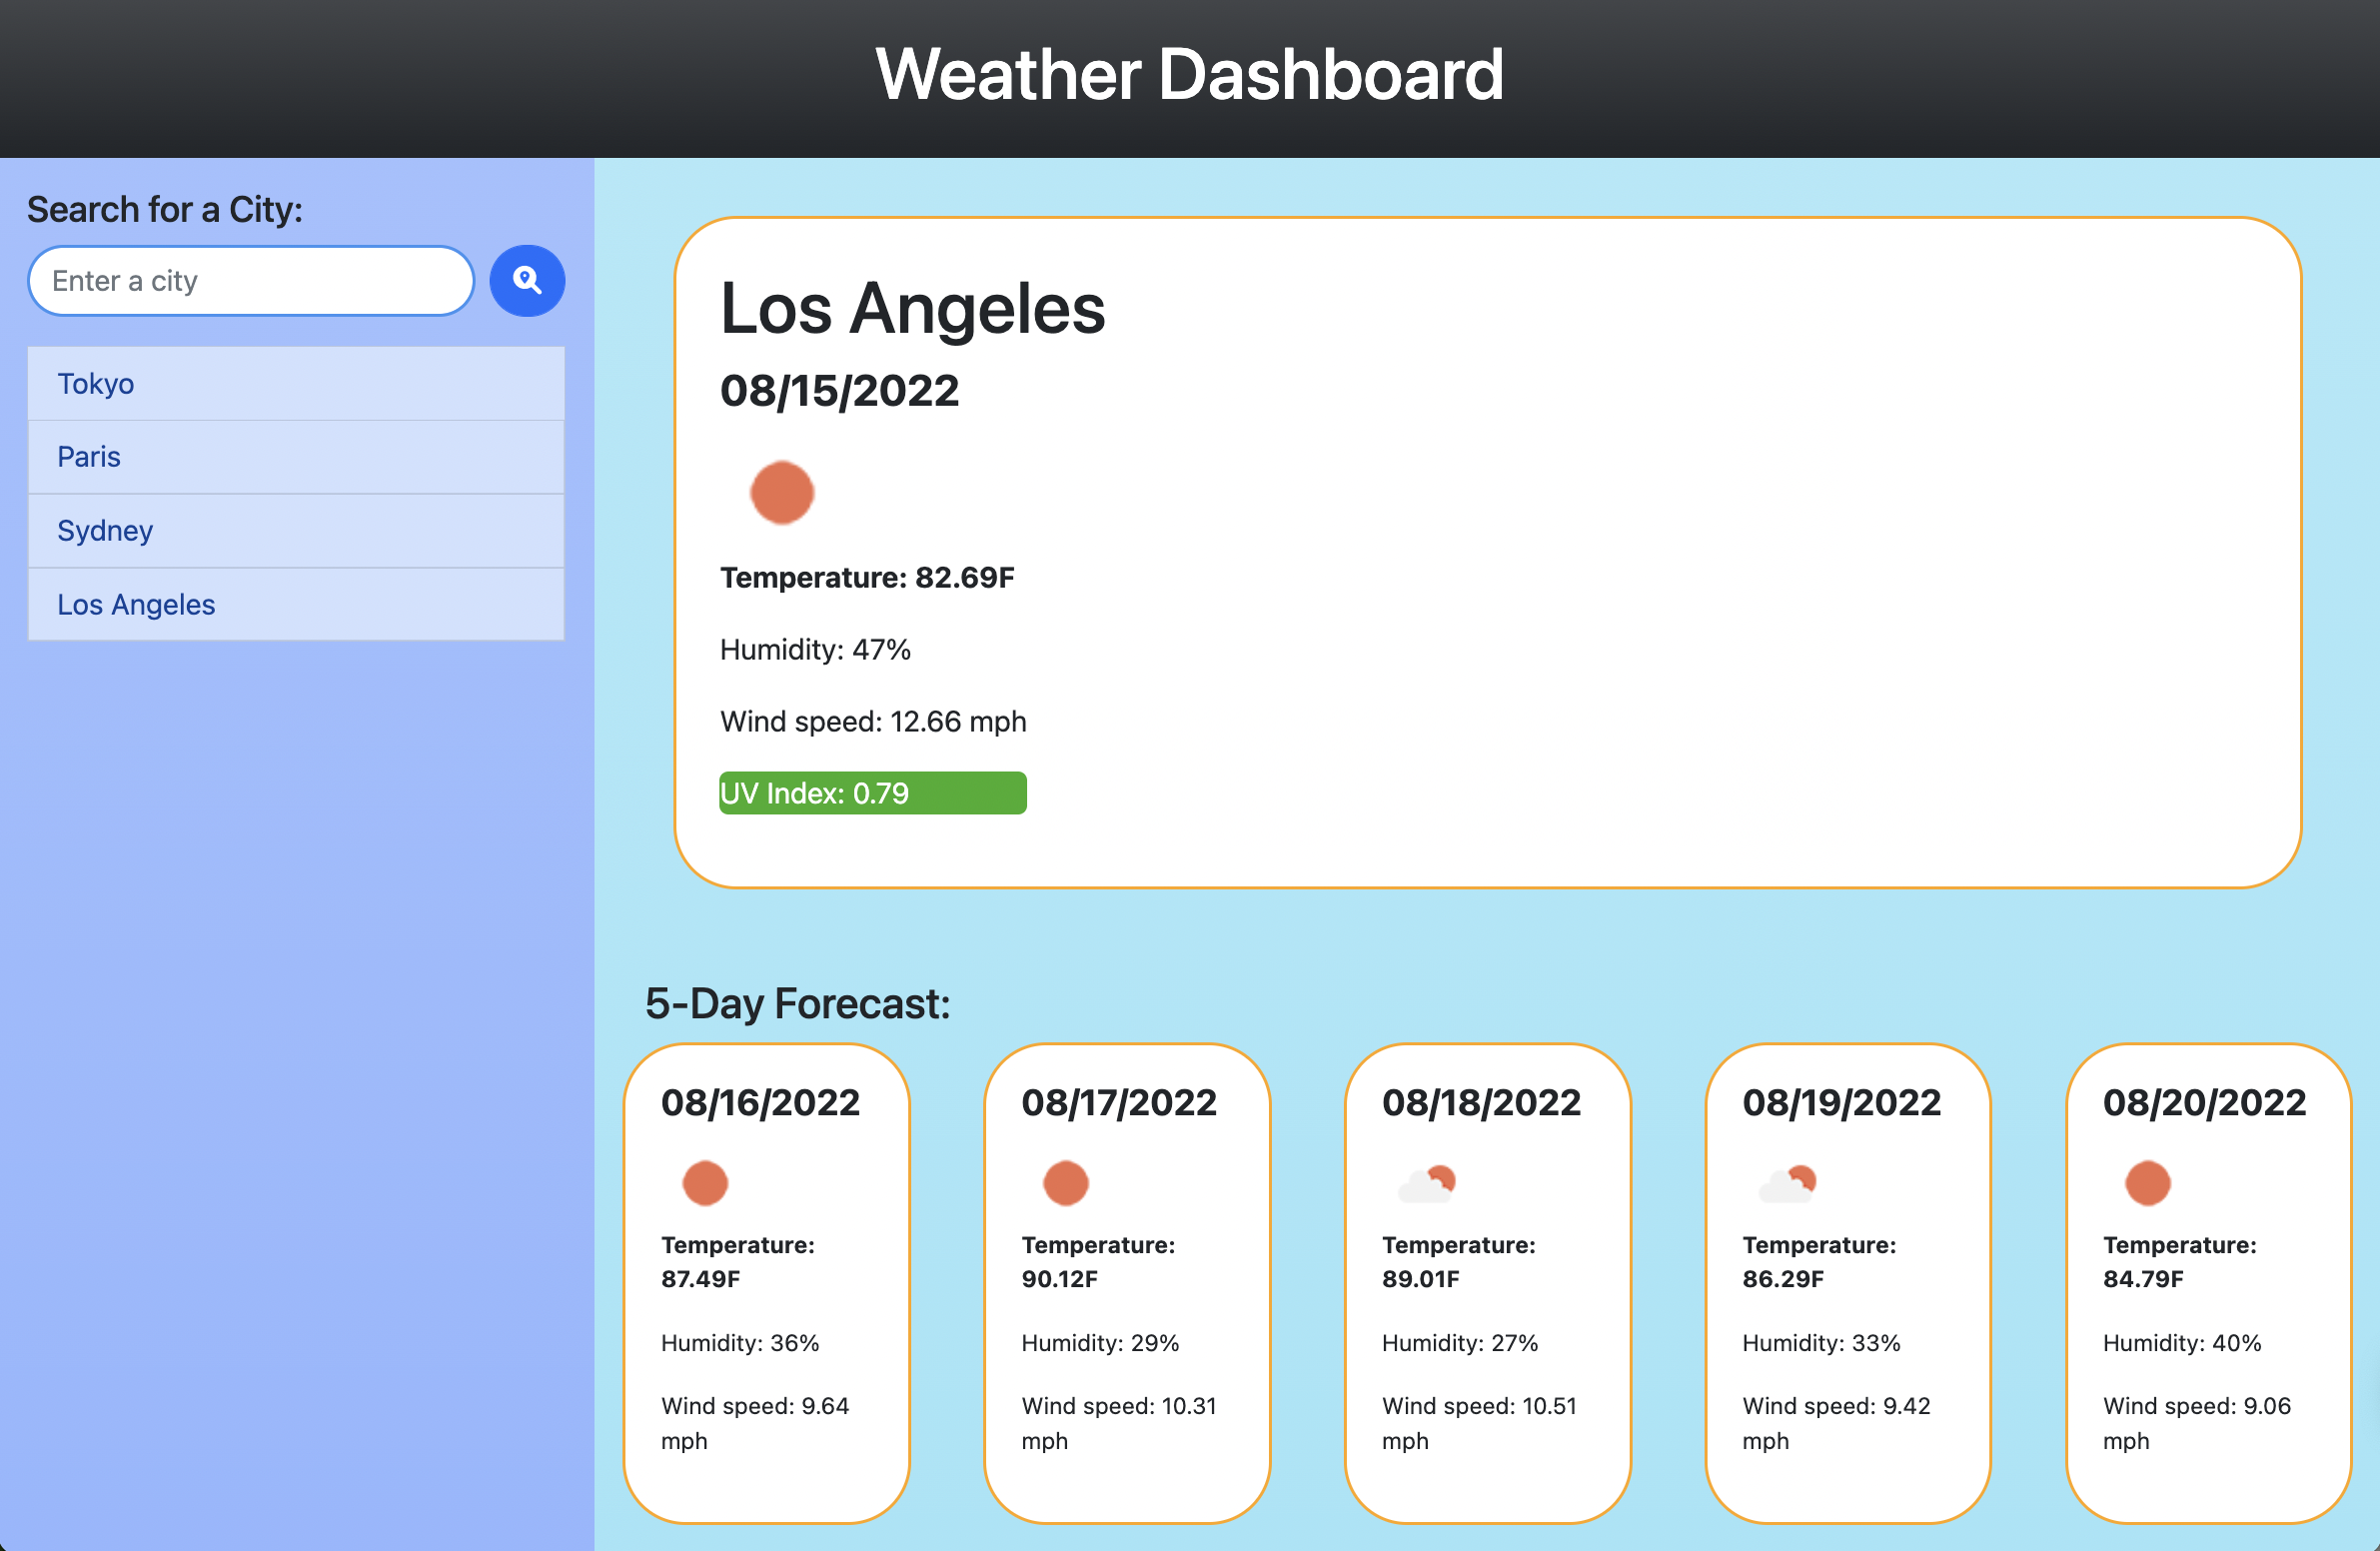 Weather Dashboard
Search for a City:
Enter a city
Tokyo
Paris
Sydney
Los Angeles
Los Angeles
08/15/2022
Temperature: 82.69F
Humidity: 47%
Wind speed: 12.66 mph
UV Index: 0.79
5-Day Forecast:
08/16/2022
Temperature:
87.49F
Humidity: 36%
Wind speed: 9.64
mph
08/17/2022
Temperature:
90.12F
Humidity: 29%
Wind speed: 10.31
mph
08/18/2022
Temperature:
89.01F
Humidity: 27%
Wind speed: 10.51
mph
08/19/2022
Temperature:
86.29F
Humidity: 33%
Wind speed: 9.42
mph
08/20/2022
Temperature:
84.79F
Humidity: 40%
Wind speed: 9.06
mph